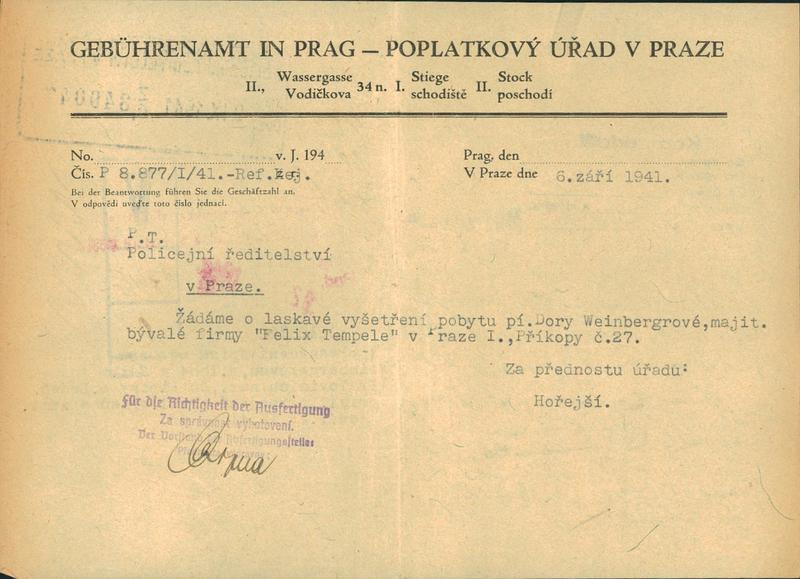 GEBÜHRENAMT IN PRAG — POPLATKOVÝ ÚŘAD V PRAZE
II., Wassergasse 34 n. I. Stiege II. Stock
Vodičkova schodiště poschodí
No. v. J. 194
Prag, den
Čís. P 8.877/I/41.-Ref.
V Praze dne 6.září 1941.
Bei der Beantwortung führen Sie die Geschäftzahl an.
V odpovědi uveďte toto číslo jednací.
P.T.
Policejní ředitelství
v Praze.
Žádáme o laskavé vyšetření pobytu pí.Dory Weinbergrové,majit.
bývalé firmy "Felix Tempele" v Praze I.,Příkopy č.27.
Za přednostu úřadu:
Hořejší.
Für die Richtigkeit der Ausfertigung
Za správnost vyhotovení.
Der Vorstand Abfertigungsstelle: